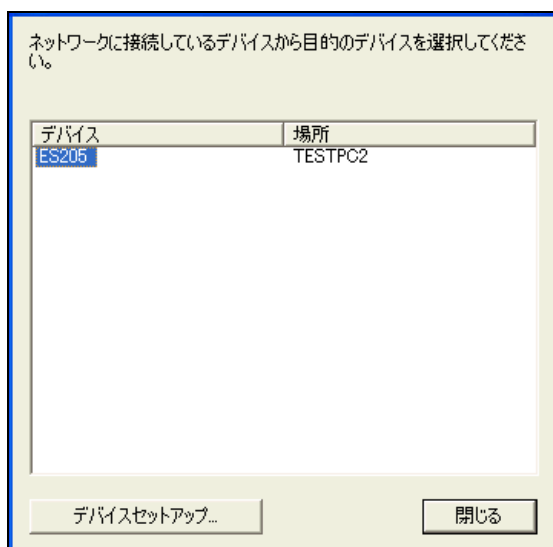 ネットワークに接続しているデバイスから目的のデバイスを選択してくださ
い。
デバイス 場所
ES205 TESTPC2
デバイスセットアップ... 閉じる